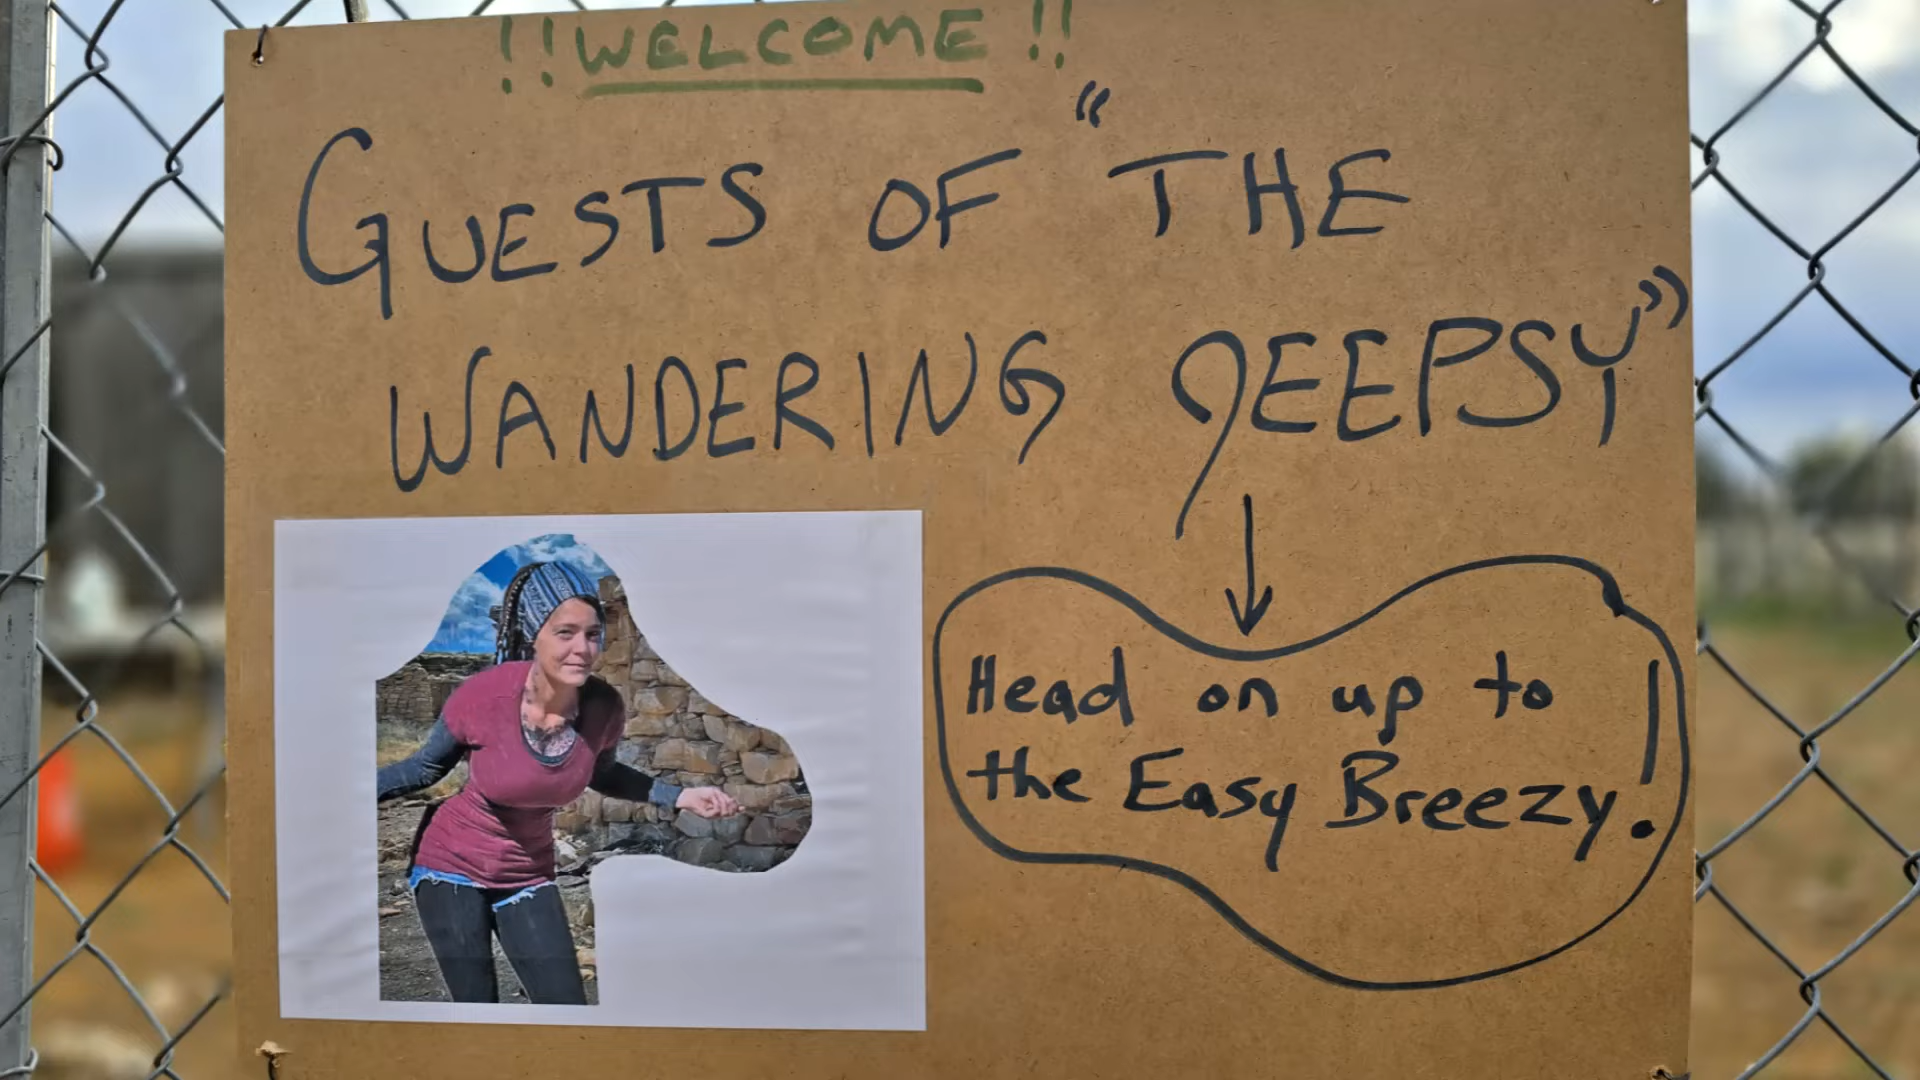 !!WELCOME!!
GUESTS OF "THE
WANDERING JEEPSY"
Head on up to
the Easy Breezy!